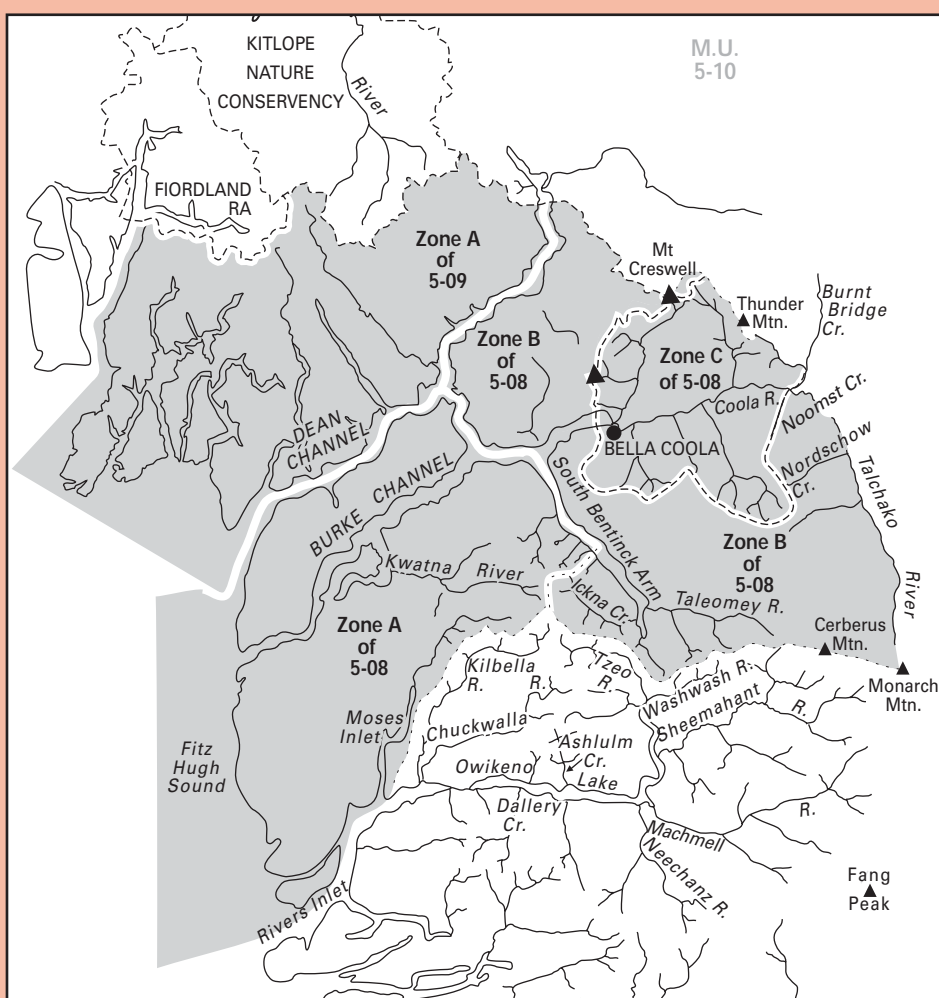 KITLOPE
NATURE
CONSERVENCY
River
M.U.
5-10
FIORDLAND
RA
Zone A
of
5-09
Mt
Creswell
Thunder
Mtn.
Burnt
Bridge
Cr.
Zone B
of
5-08
Zone C
of 5-08
Coola R.
Noomst Cr.
DEAN
CHANNEL
BELLA COOLA
Nordschow
Cr.
BURKE CHANNEL
South Bentinck Arm
Talchako
River
Zone B
of
5-08
Kwatna River
Ickna Cr.
Taleomey R.
Zone A
of
5-08
Cerberus
Mtn.
Monarch
Mtn.
Kilbella
R.
R.
Tzeo
R.
Washwash R.
Sheemahant
R.
Moses
Inlet
Chuckwalla
Ashlulm
Cr.
Owikeno
Lake
Fitz
Hugh
Sound
Dallery
Cr.
R.
Machmell
Neechanz R.
Fang
Peak
Rivers Inlet